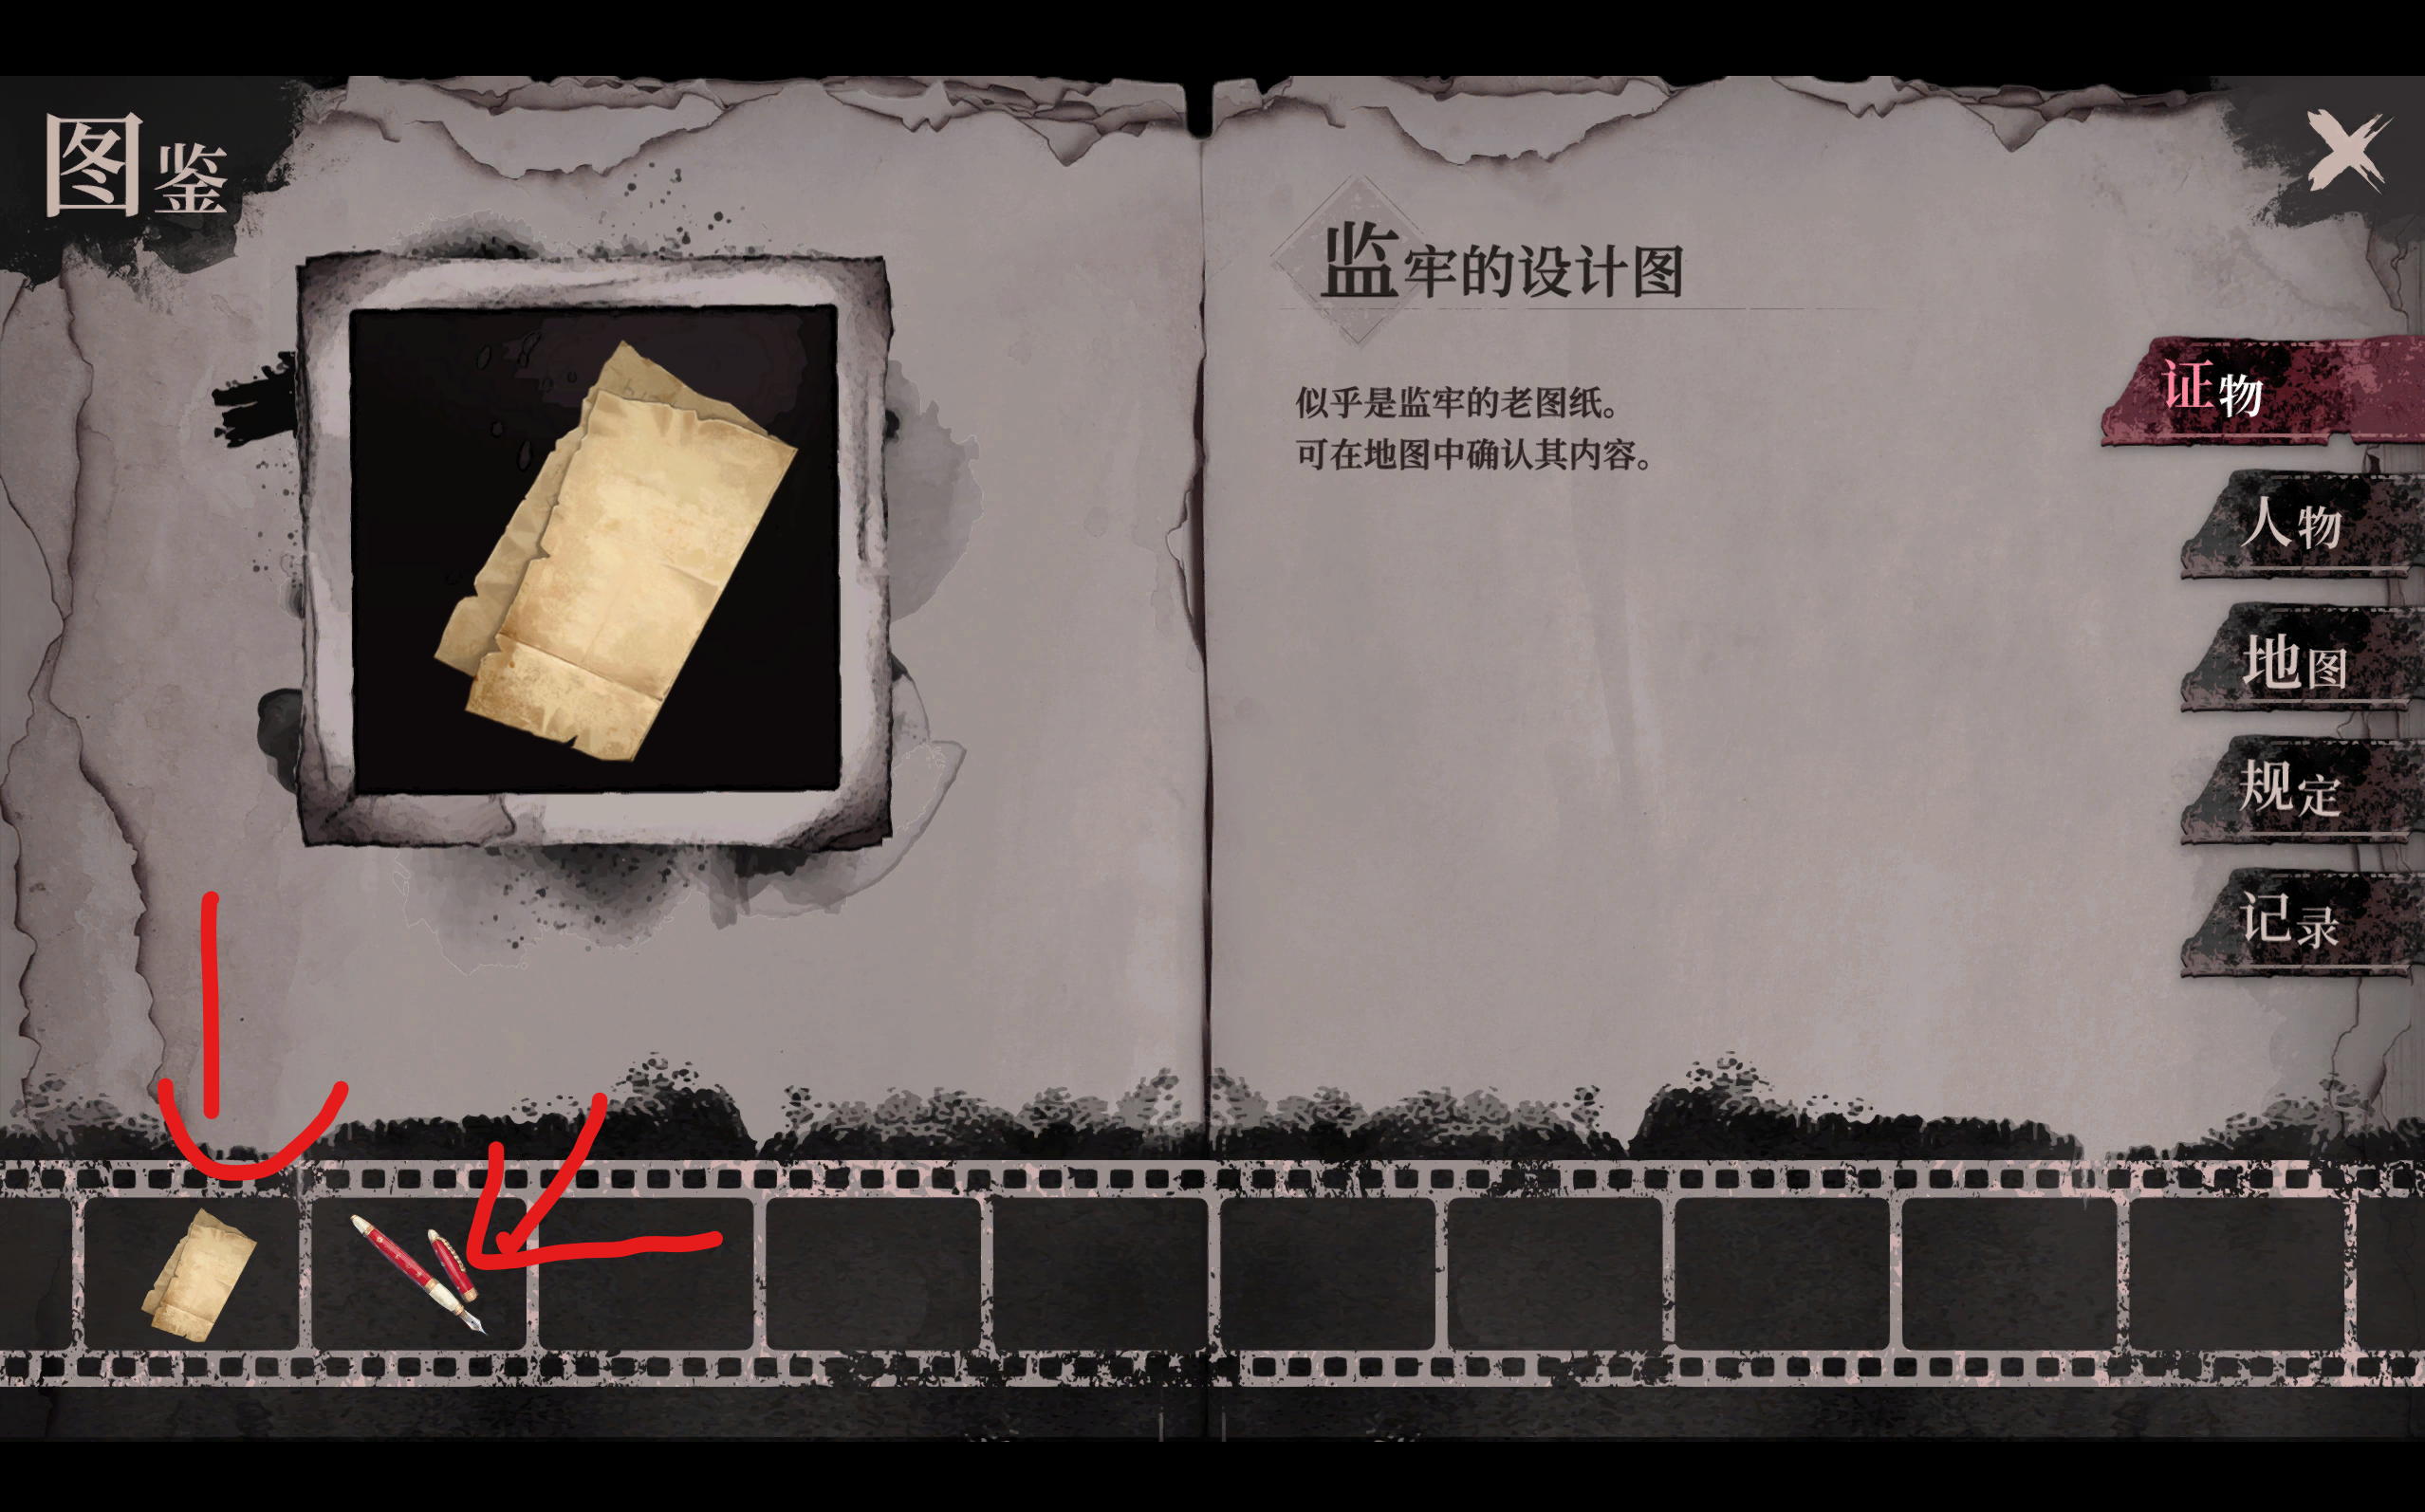 图鉴
监牢的设计图
似乎是监牢的老图纸。
可在地图中确认其内容。
证物
人物
地图
规定
记录